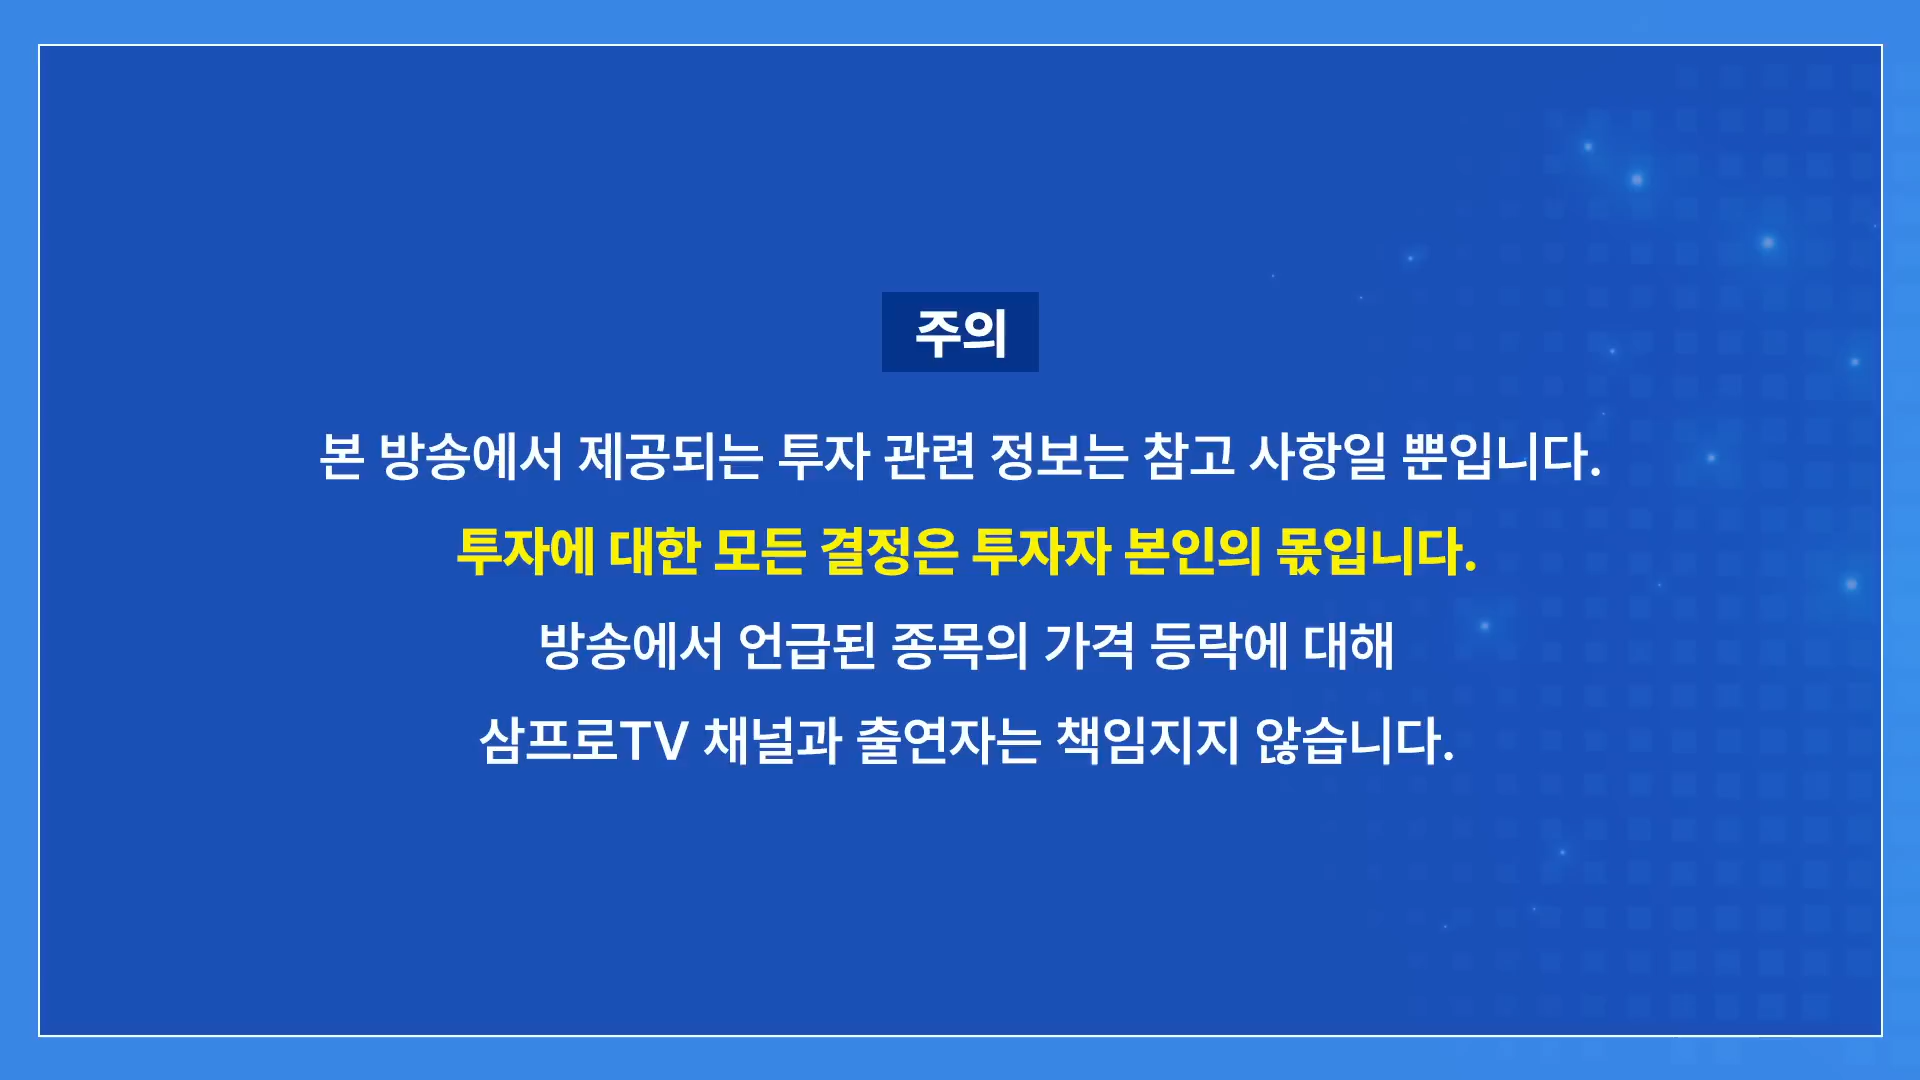 주의
본 방송에서 제공되는 투자 관련 정보는 참고 사항일 뿐입니다.
투자에 대한 모든 결정은 투자자 본인의 몫입니다.
방송에서 언급된 종목의 가격 등락에 대해
삼프로TV 채널과 출연자는 책임지지 않습니다.